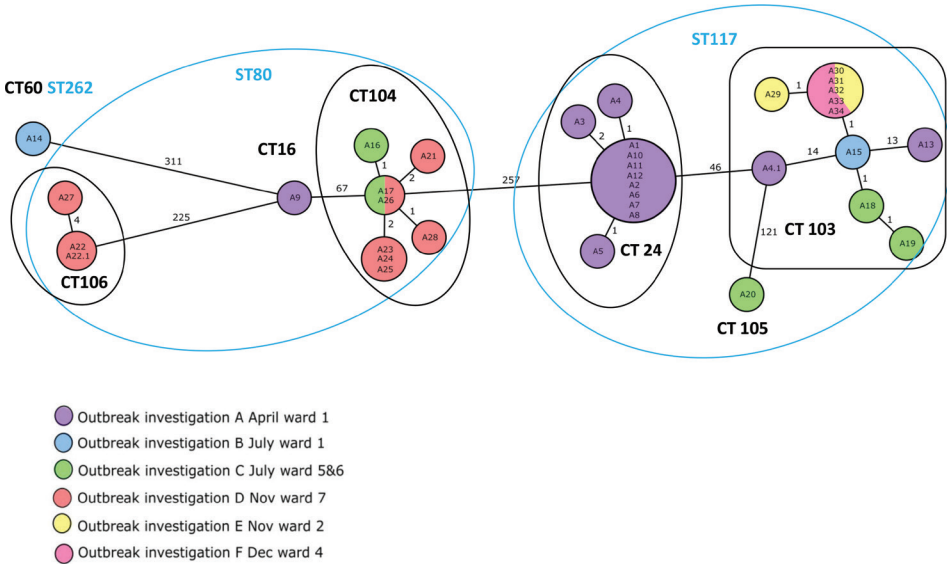 ST117
ST80
CT60 ST262
CT104
A30
A31
A32
A33
A34
A29
1
1
A4
A3
2
1
A14
CT16
A16
A21
1
2
A1
A10
A11
A12
A2
A6
A7
A8
14
A15
13
A13
311
46
A4.1
257
67
A9
A17
A26
A27
4
225
1
A18
1
A19
2
1
A28
A22
A22.1
A23
A24
A25
1
A5
CT 24
CT 103
121
CT106
A20
CT 105
Outbreak investigation A April ward 1
Outbreak investigation B July ward 1
Outbreak investigation C July ward 5&6
Outbreak investigation D Nov ward 7
Outbreak investigation E Nov ward 2
Outbreak investigation F Dec ward 4